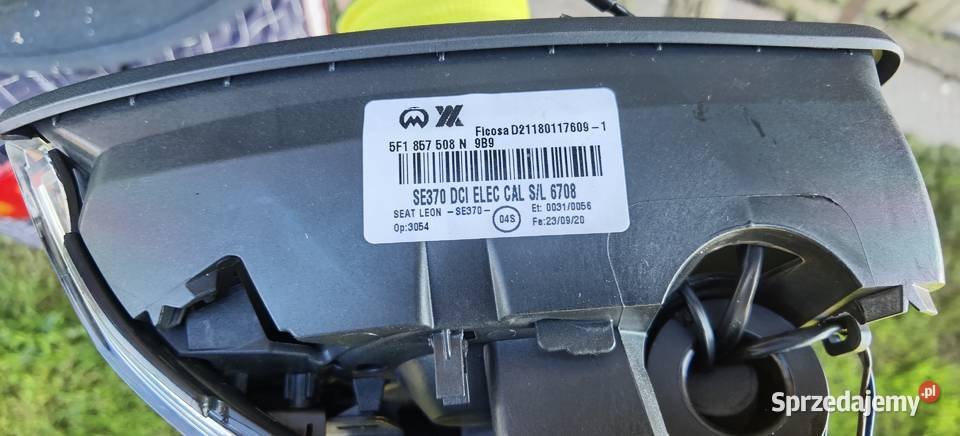 Ficosa D21180117609-1
5F1 857 508 N 9B9
SE370 DCI ELEC CAL S/L 6708
SEAT LEON -SE370- 04S Et: 0031/0056
Op:3054 Fe:23/09/20
Sprzedajemy.pl